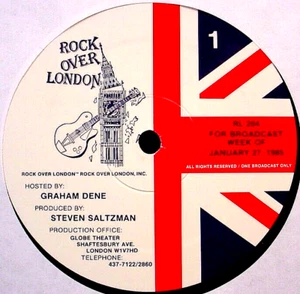 ROCK
OVER
LONDON
1
FOR BROADCAST
WEEK OF
JANUARY 27, 1985
ALL RIGHTS RESERVED / ONE BROADCAST ONLY
ROCK OVER LONDON™ ROCK OVER LONDON, INC.
HOSTED BY:
GRAHAM DENE
PRODUCED BY:
STEVEN SALTZMAN
PRODUCTION OFFICE:
GLOBE THEATER
SHAFTESBURY AVE.
LONDON W1V7HD
TELEPHONE:
437-7122/2860